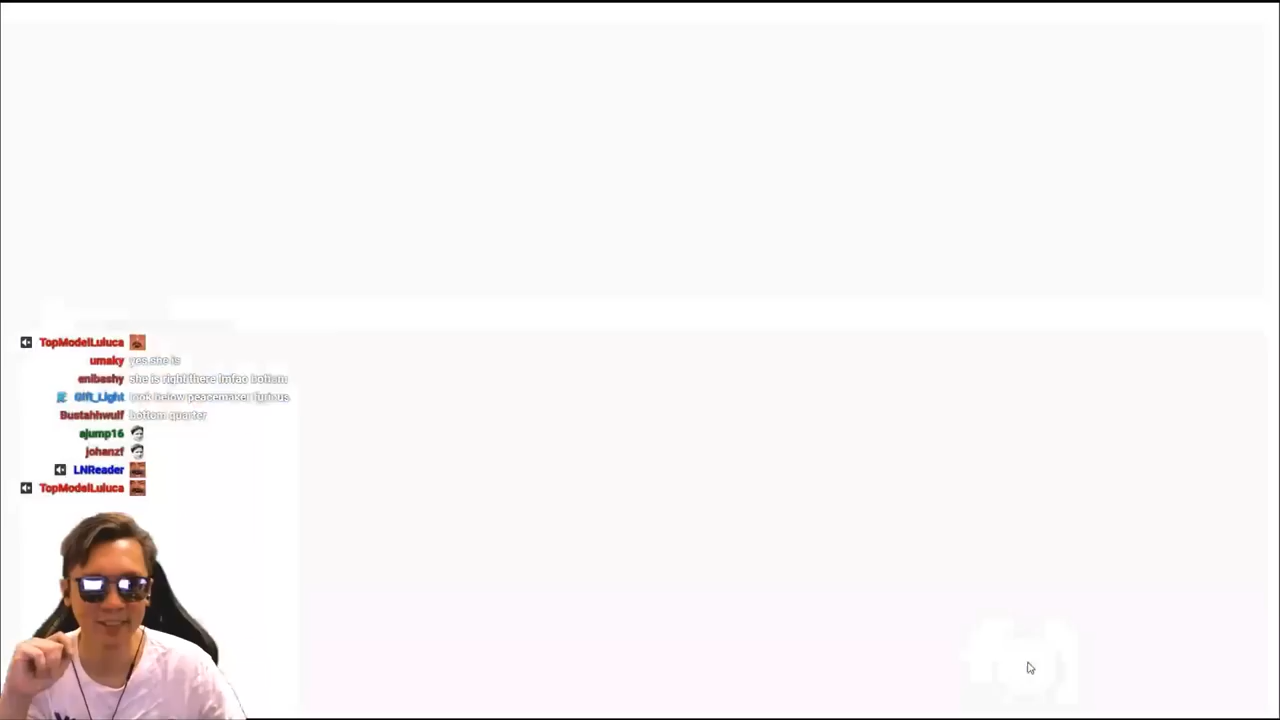 TopModelLuluca
umaky yes she is
enibashy she is right there lmfao bottom
Gift_Light look below peacemaker furious
Bustahhwulf bottom quarter
ajump16
johanzf
LNReader
TopModelLuluca